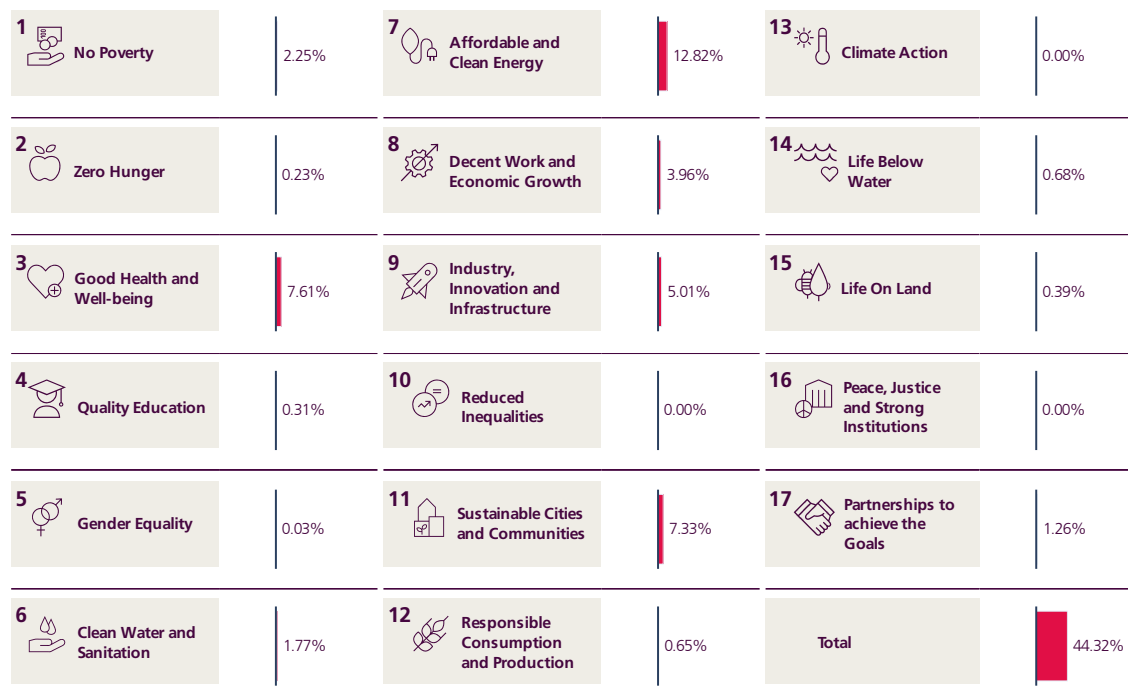 1
No Poverty
2.25%
2
Zero Hunger
0.23%
3
Good Health and
Well-being
7.61%
4
Quality Education
0.31%
5
Gender Equality
0.03%
6
Clean Water and
Sanitation
1.77%
7
Affordable and
Clean Energy
12.82%
8
Decent Work and
Economic Growth
3.96%
9
Industry,
Innovation and
Infrastructure
5.01%
10
Reduced
Inequalities
0.00%
11
Sustainable Cities
and Communities
7.33%
12
Responsible
Consumption
and Production
0.65%
13
Climate Action
0.00%
14
Life Below
Water
0.68%
15
Life On Land
0.39%
16
Peace, Justice
and Strong
Institutions
0.00%
17
Partnerships to
achieve the
Goals
1.26%
Total
44.32%